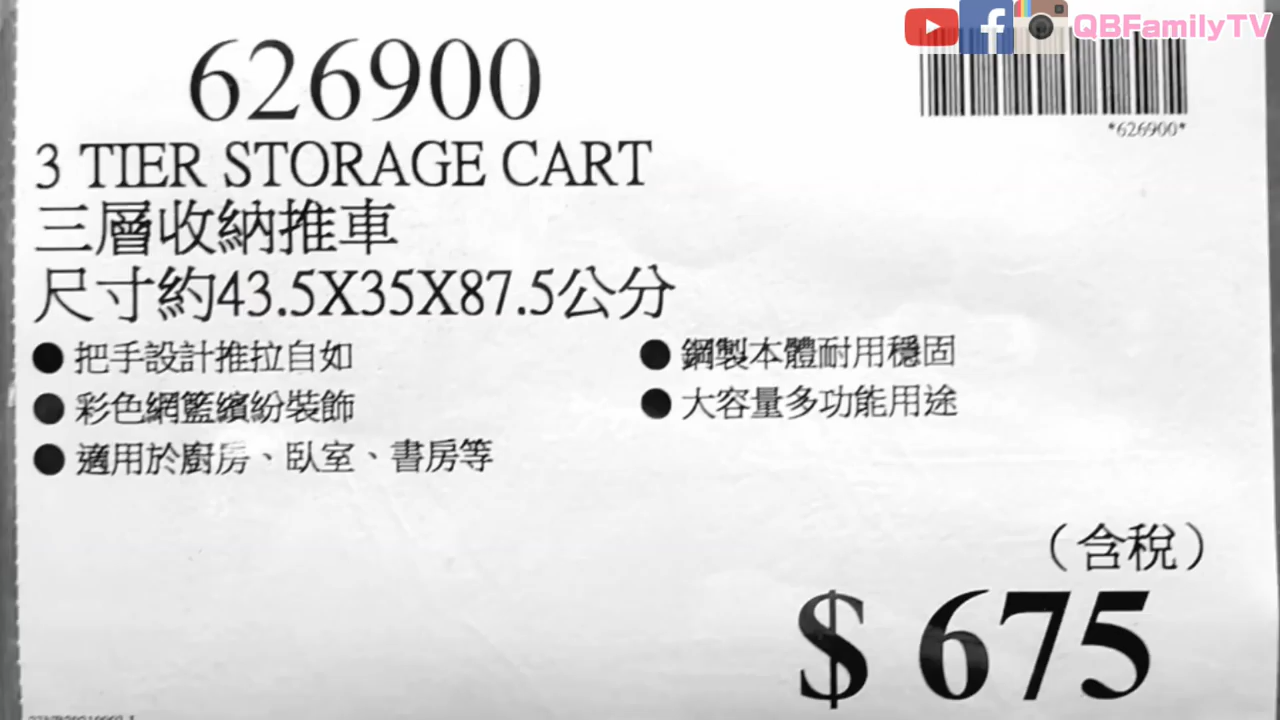 QBFamilyTV
626900
*626900*
3 TIER STORAGE CART
三層收納推車
尺寸約43.5X35X87.5公分
●把手設計推拉自如
●鋼製本體耐用穩固
●彩色網籃繽紛裝飾
●大容量多功能用途
●適用於廚房、臥室、書房等
（含稅）
$ 675